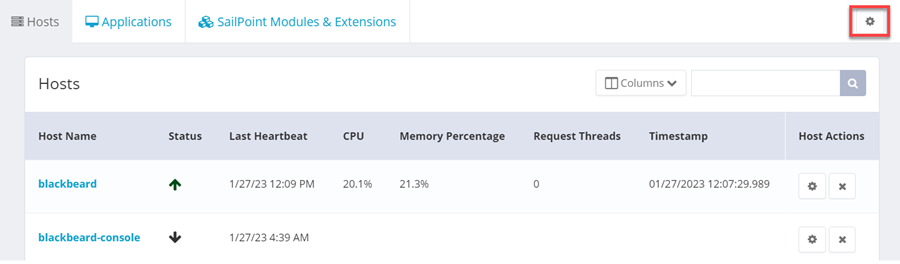 Hosts Applications SailPoint Modules & Extensions
Hosts Columns
Host Name Status Last Heartbeat CPU Memory Percentage Request Threads Timestamp Host Actions
blackbeard 1/27/23 12:09 PM 20.1% 21.3% 0 01/27/2023 12:07:29.989
blackbeard-console 1/27/23 4:39 AM